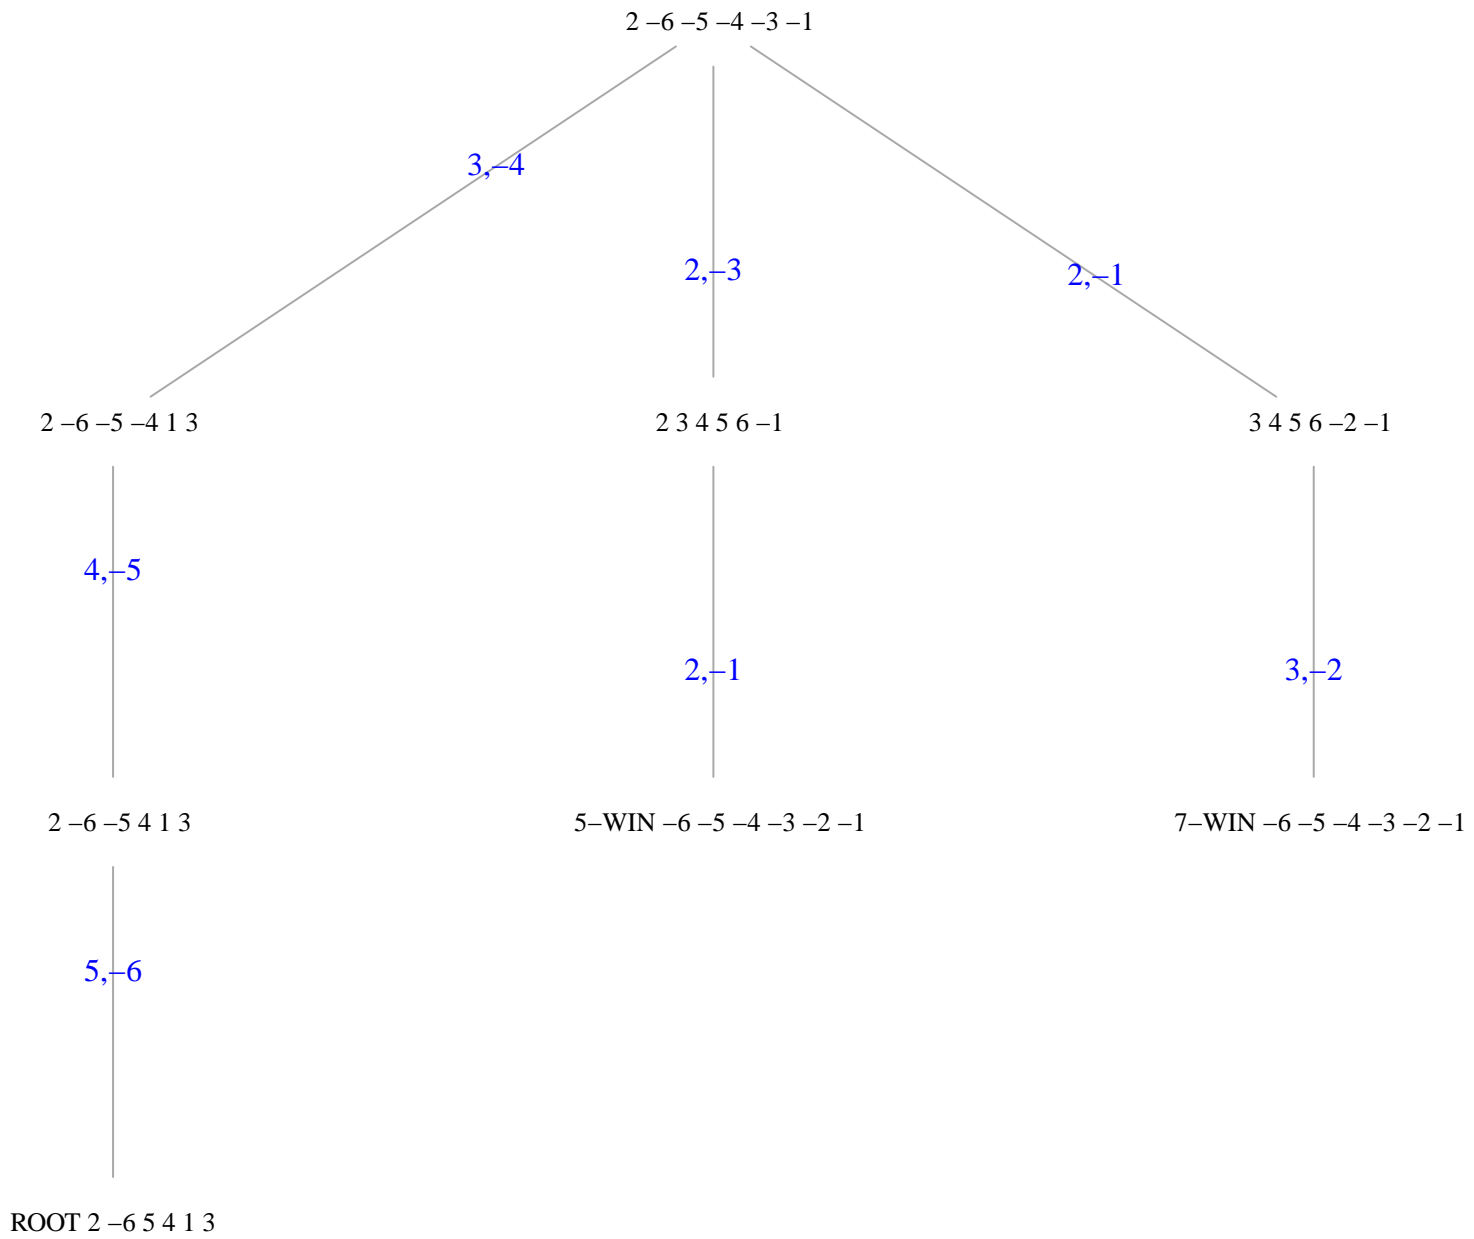 2 –6 –5 –4 –3 –1
3,–4
2,–3
2,–1
2 –6 –5 –4 1 3
2 3 4 5 6 –1
3 4 5 6 –2 –1
4,–5
2,–1
3,–2
2 –6 –5 4 1 3
5–WIN –6 –5 –4 –3 –2 –1
7–WIN –6 –5 –4 –3 –2 –1
5,–6
ROOT 2 –6 5 4 1 3